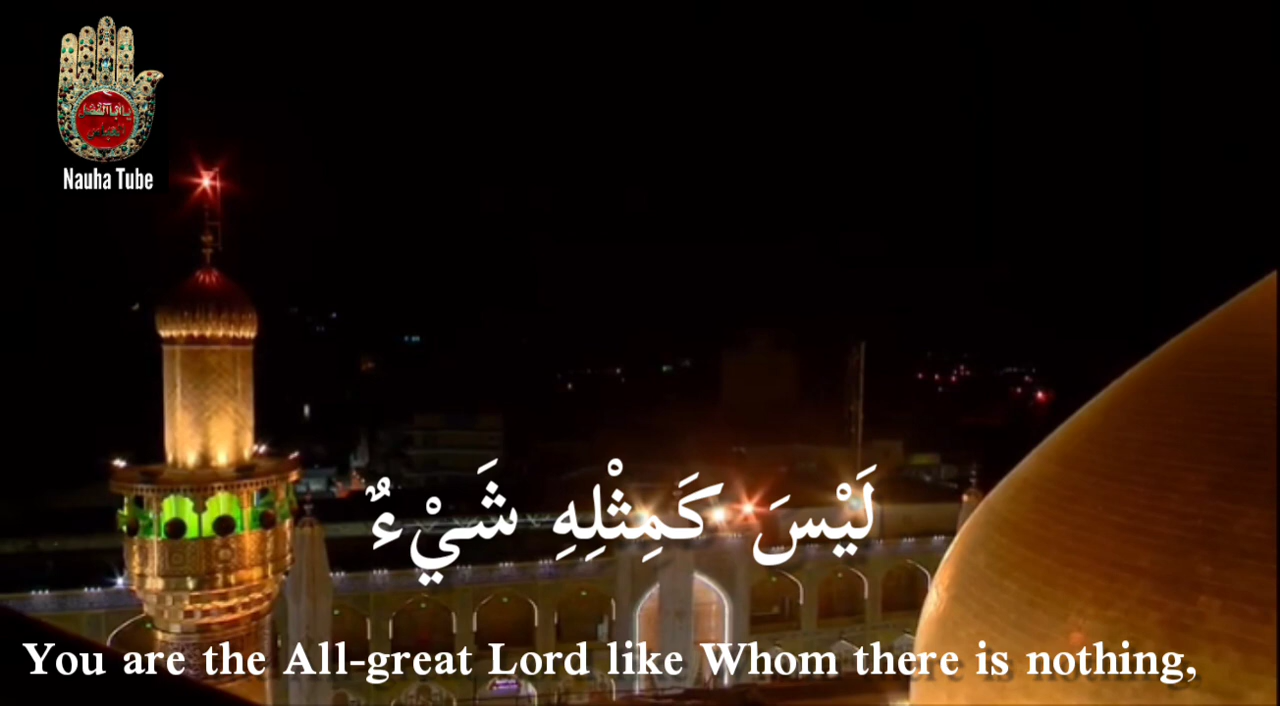 Nauha Tube
لَيْسَ كَمِثْلِهِ شَيْءٌ
You are the All-great Lord like Whom there is nothing,